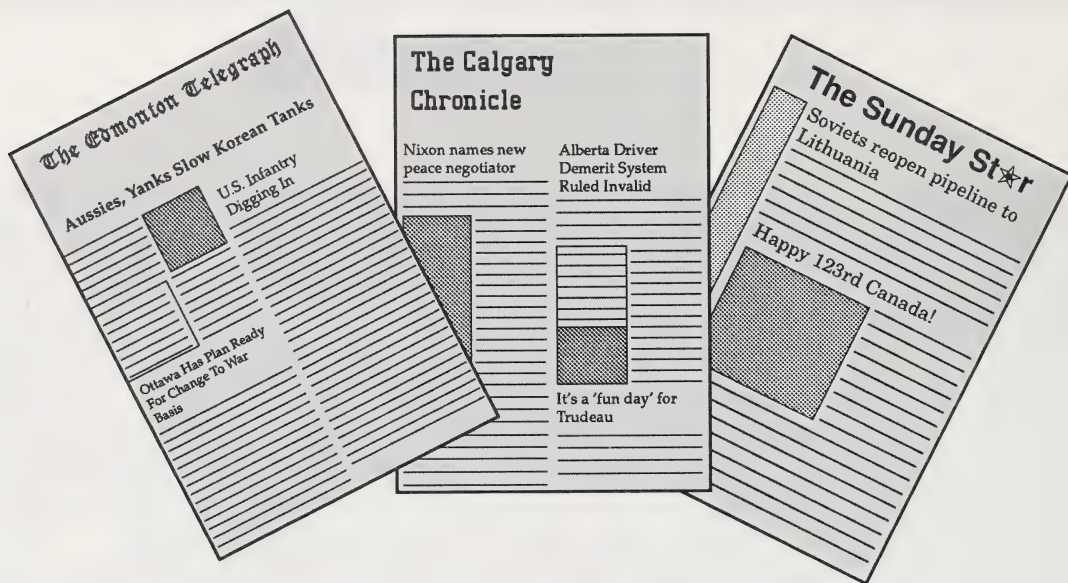 The Edmonton Telegraph
Aussies, Yanks Slow Korean Tanks
U.S. Infantry
Digging In
Ottawa Has Plan Ready
For Change To War
Basis
The Calgary
Chronicle
Nixon names new
peace negotiator
Alberta Driver
Demerit System
Ruled Invalid
It's a 'fun day' for
Trudeau
The Sunday St☆r
Soviets reopen pipeline to
Lithuania
Happy 123rd Canada!